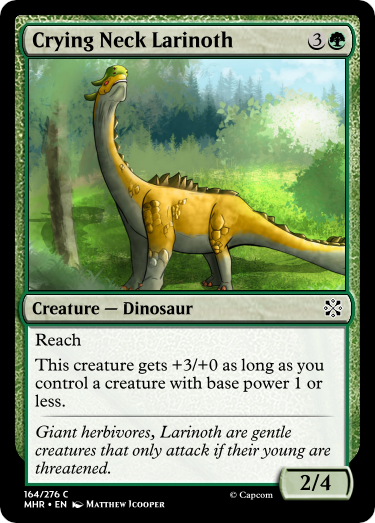 Crying Neck Larinoth 3
Creature — Dinosaur
Reach
This creature gets +3/+0 as long as you
control a creature with base power 1 or
less.
Giant herbivores, Larinoth are gentle
creatures that only attack if their young are
threatened.
2/4
164/276 C
MHR • EN Matthew Jcooper
© Capcom